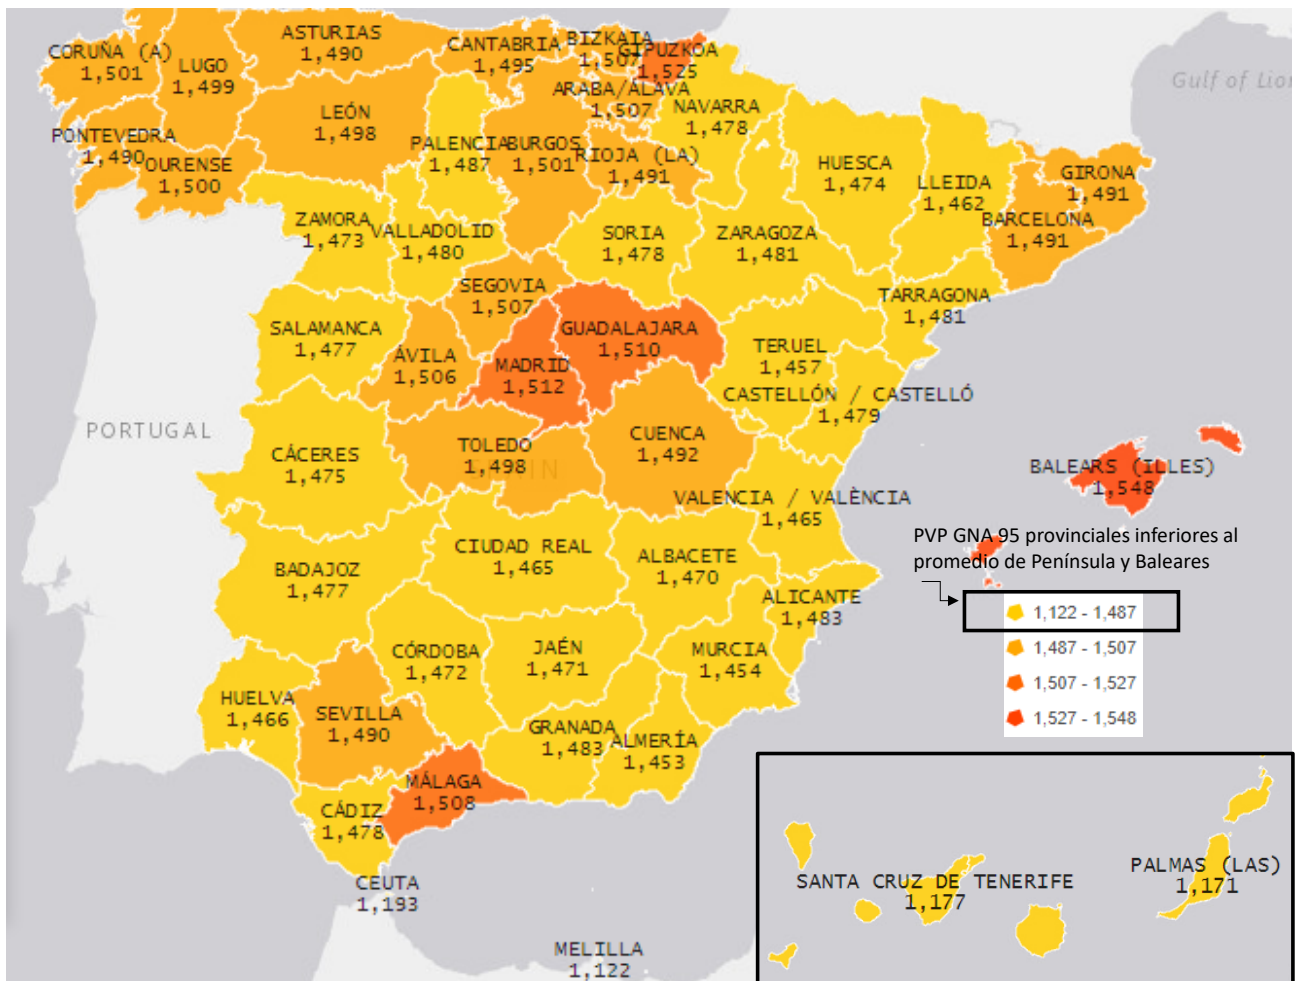 ASTURIAS
1,490
CANTABRIA
1,495
BIZKAIA
1,507
GIPUZKOA
1,525
CORUÑA (A)
1,501
LUGO
1,499
Gulf of Lion
ARABA/ÁLAVA
1,507
LEÓN
1,498
NAVARRA
1,478
PONTEVEDRA
1,490
PALENCIA
1,487
BURGOS
1,501
RIOJA (LA)
1,491
OURENSE
1,500
HUESCA
1,474
LLEIDA
1,462
GIRONA
1,491
BARCELONA
1,491
ZAMORA
1,473
VALLADOLID
1,480
SORIA
1,478
ZARAGOZA
1,481
SEGOVIA
1,507
TARRAGONA
1,481
SALAMANCA
1,477
GUADALAJARA
1,510
TERUEL
1,457
ÁVILA
1,506
MADRID
1,512
CASTELLÓN / CASTELLÓ
1,479
PORTUGAL
CÁCERES
1,475
TOLEDO
1,498
CUENCA
1,492
BALEARS (ILLES)
1,548
VALENCIA / VALÈNCIA
1,465
PVP GNA 95 provinciales inferiores al
promedio de Península y Baleares
CIUDAD REAL
1,465
ALBACETE
1,470
BADAJOZ
1,477
ALICANTE
1,483
1,122 - 1,487
1,487 - 1,507
1,507 - 1,527
1,527 - 1,548
CÓRDOBA
1,472
JAÉN
1,471
MURCIA
1,454
HUELVA
1,466
SEVILLA
1,490
GRANADA
1,483
ALMERÍA
1,453
MÁLAGA
1,508
CÁDIZ
1,478
CEUTA
1,193
MELILLA
1,122
SANTA CRUZ DE TENERIFE
1,177
PALMAS (LAS)
1,171